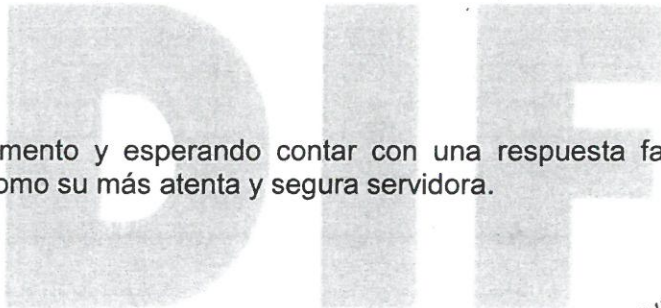 DIF
mento y esperando contar con una respuesta fa
omo su más atenta y segura servidora.